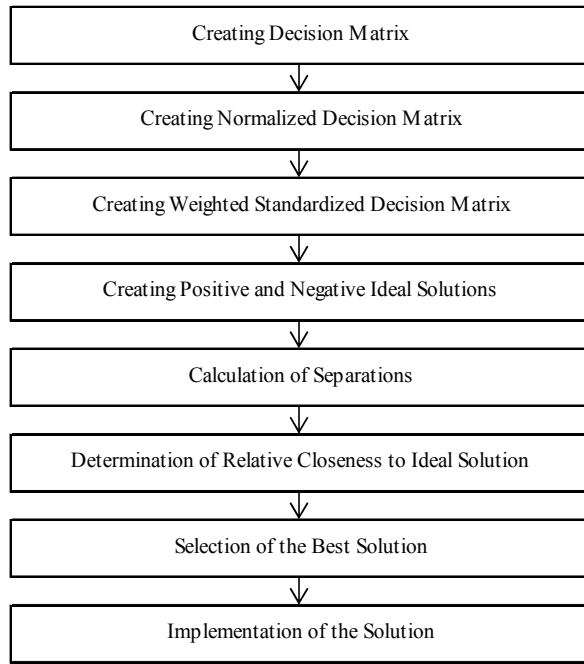 Creating Decision Matrix
Creating Normalized Decision Matrix
Creating Weighted Standardized Decision Matrix
Creating Positive and Negative Ideal Solutions
Calculation of Separations
Determination of Relative Closeness to Ideal Solution
Selection of the Best Solution
Implementation of the Solution